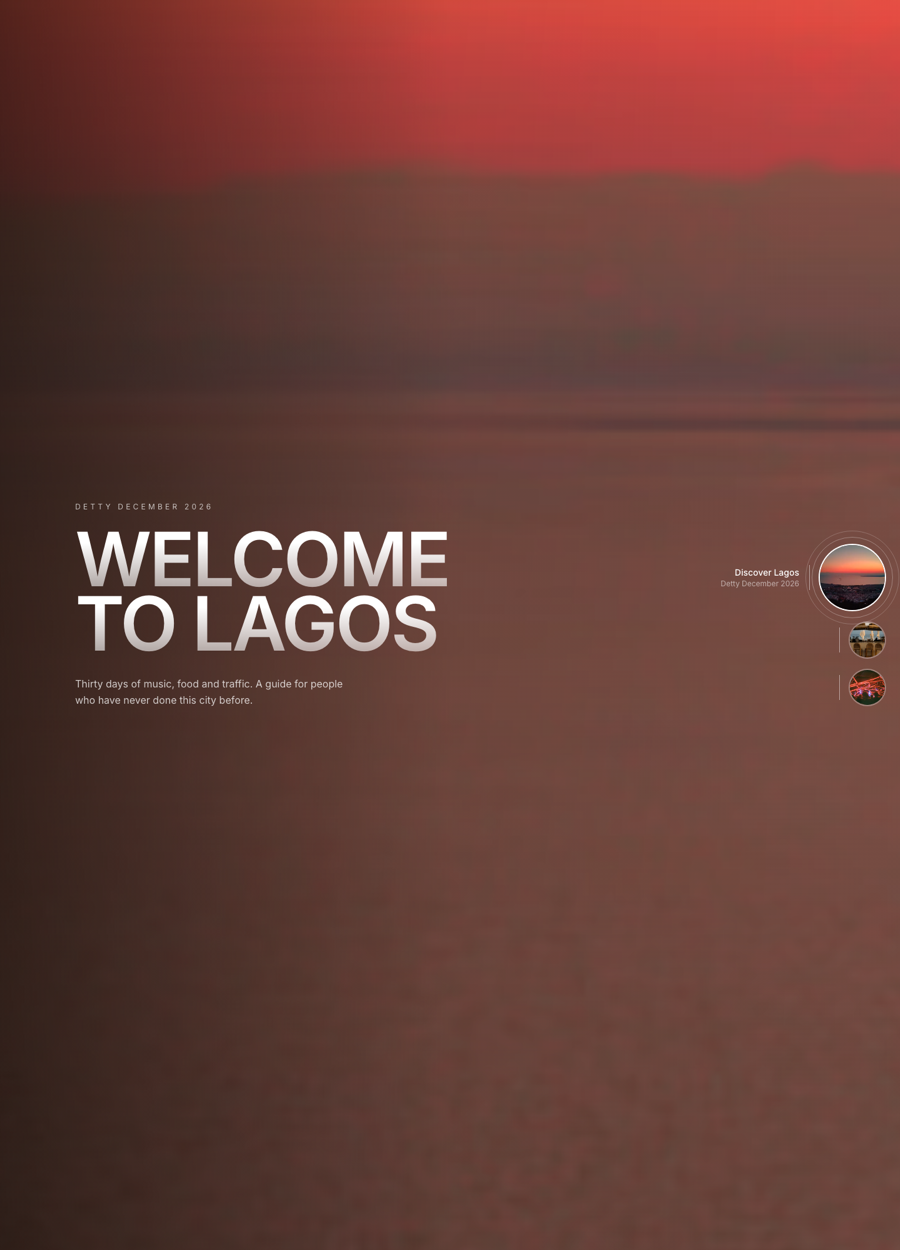 DETTY DECEMBER 2026
WELCOME
TO LAGOS
Thirty days of music, food and traffic. A guide for people
who have never done this city before.
Discover Lagos
Detty December 2026